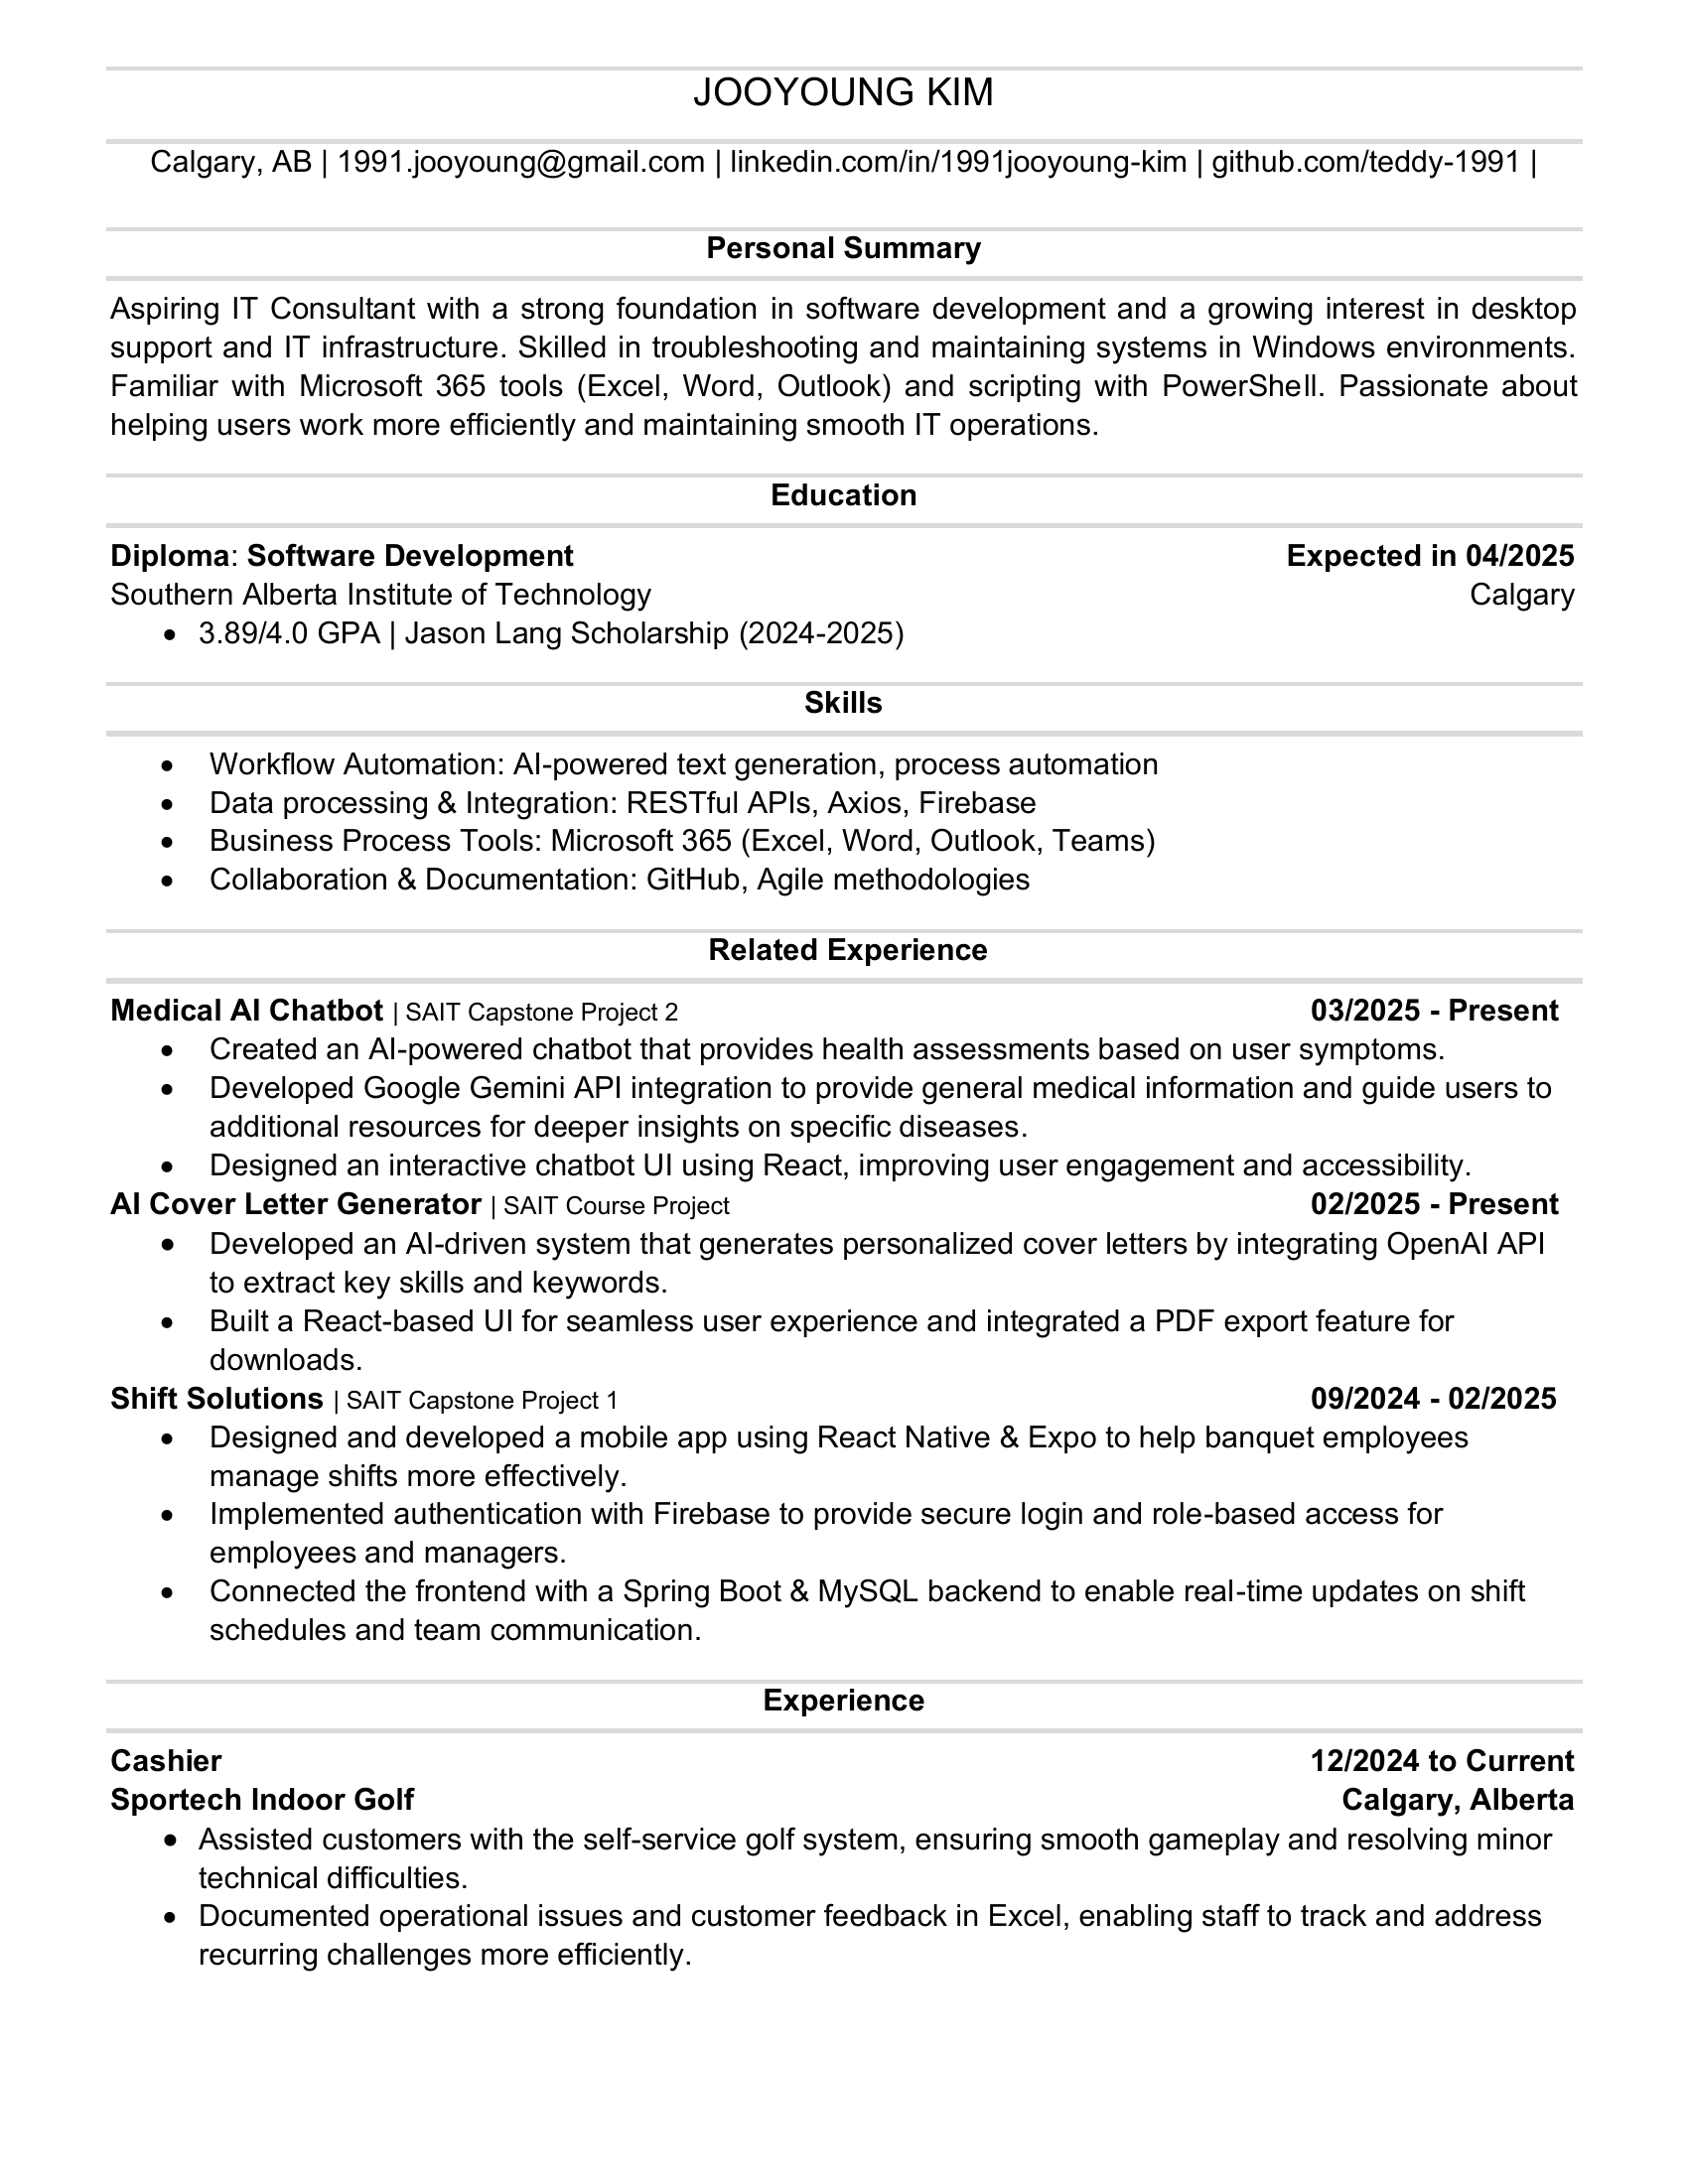 JOOYOUNG KIM
Calgary, AB | 1991.jooyoung@gmail.com | linkedin.com/in/1991jooyoung-kim | github.com/teddy-1991 |
Personal Summary
Aspiring IT Consultant with a strong foundation in software development and a growing interest in desktop
support and IT infrastructure. Skilled in troubleshooting and maintaining systems in Windows environments.
Familiar with Microsoft 365 tools (Excel, Word, Outlook) and scripting with PowerShell. Passionate about
helping users work more efficiently and maintaining smooth IT operations.
Education
Diploma: Software Development Expected in 04/2025
Southern Alberta Institute of Technology Calgary
• 3.89/4.0 GPA | Jason Lang Scholarship (2024-2025)
Skills
• Workflow Automation: AI-powered text generation, process automation
• Data processing & Integration: RESTful APIs, Axios, Firebase
• Business Process Tools: Microsoft 365 (Excel, Word, Outlook, Teams)
• Collaboration & Documentation: GitHub, Agile methodologies
Related Experience
Medical AI Chatbot | SAIT Capstone Project 2 03/2025 - Present
• Created an AI-powered chatbot that provides health assessments based on user symptoms.
• Developed Google Gemini API integration to provide general medical information and guide users to
additional resources for deeper insights on specific diseases.
• Designed an interactive chatbot UI using React, improving user engagement and accessibility.
AI Cover Letter Generator | SAIT Course Project 02/2025 - Present
• Developed an AI-driven system that generates personalized cover letters by integrating OpenAI API
to extract key skills and keywords.
• Built a React-based UI for seamless user experience and integrated a PDF export feature for
downloads.
Shift Solutions | SAIT Capstone Project 1 09/2024 - 02/2025
• Designed and developed a mobile app using React Native & Expo to help banquet employees
manage shifts more effectively.
• Implemented authentication with Firebase to provide secure login and role-based access for
employees and managers.
• Connected the frontend with a Spring Boot & MySQL backend to enable real-time updates on shift
schedules and team communication.
Experience
Cashier 12/2024 to Current
Sportech Indoor Golf Calgary, Alberta
• Assisted customers with the self-service golf system, ensuring smooth gameplay and resolving minor
technical difficulties.
• Documented operational issues and customer feedback in Excel, enabling staff to track and address
recurring challenges more efficiently.